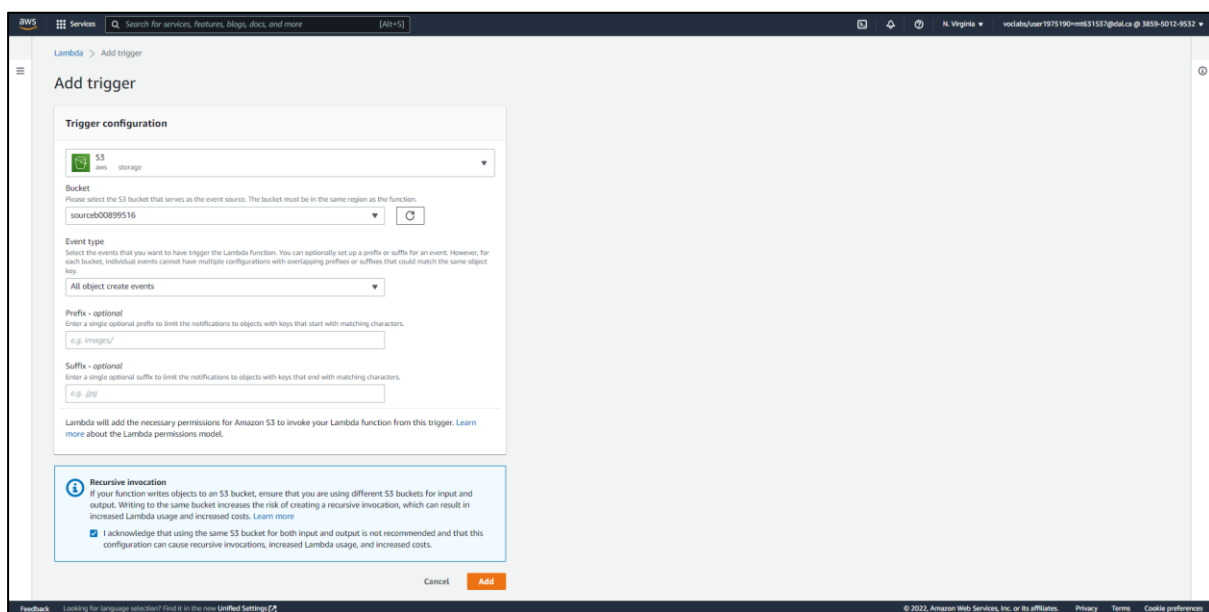 aws
Services
Search for services, features, blogs, docs, and more
[Alt+S]
N. Virginia
voclabs/user1975190=mt631537@dal.ca @ 3859-5012-9532
Lambda > Add trigger
Add trigger
Trigger configuration
S3
aws storage
Bucket
Please select the S3 bucket that serves as the event source. The bucket must be in the same region as the function.
sourceb00899516
Event type
Select the events that you want to have trigger the Lambda function. You can optionally set up a prefix or suffix for an event. However, for
each bucket, individual events cannot have multiple configurations with overlapping prefixes or suffixes that could match the same object
key.
All object create events
Prefix - optional
Enter a single optional prefix to limit the notifications to objects with keys that start with matching characters.
e.g. images/
Suffix - optional
Enter a single optional suffix to limit the notifications to objects with keys that end with matching characters.
e.g. .jpg
Lambda will add the necessary permissions for Amazon S3 to invoke your Lambda function from this trigger. Learn
more about the Lambda permissions model.
Recursive invocation
If your function writes objects to an S3 bucket, ensure that you are using different S3 buckets for input and
output. Writing to the same bucket increases the risk of creating a recursive invocation, which can result in
increased Lambda usage and increased costs. Learn more
I acknowledge that using the same S3 bucket for both input and output is not recommended and that this
configuration can cause recursive invocations, increased Lambda usage, and increased costs.
Cancel
Add
Feedback
Looking for language selection? Find it in the new Unified Settings
© 2022, Amazon Web Services, Inc. or its affiliates.
Privacy
Terms
Cookie preferences